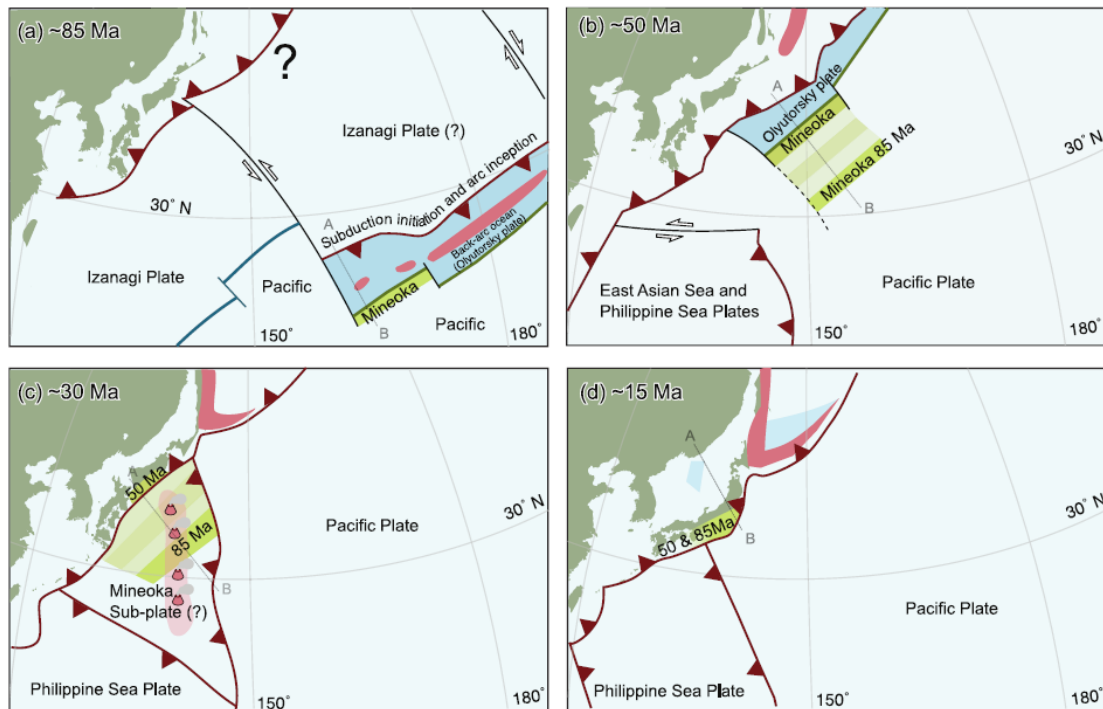 (a) ~85 Ma
?
Izanagi Plate (?)
Subduction initiation and arc inception
30° N
A
Back-arc ocean
(Olyutorsky plate)
Izanagi Plate
Pacific
Mineoka
B
Pacific
150°
180°
(b) ~50 Ma
A
Olyutorsky plate
Mineoka
Mineoka 85 Ma
30° N
B
East Asian Sea and
Philippine Sea Plates
Pacific Plate
150°
180°
(c) ~30 Ma
A
50 Ma
85 Ma
30° N
Pacific Plate
Mineoka
Sub-plate (?)
B
Philippine Sea Plate
150°
180°
(d) ~15 Ma
A
30° N
B
50 & 85Ma
Pacific Plate
Philippine Sea Plate
150°
180°